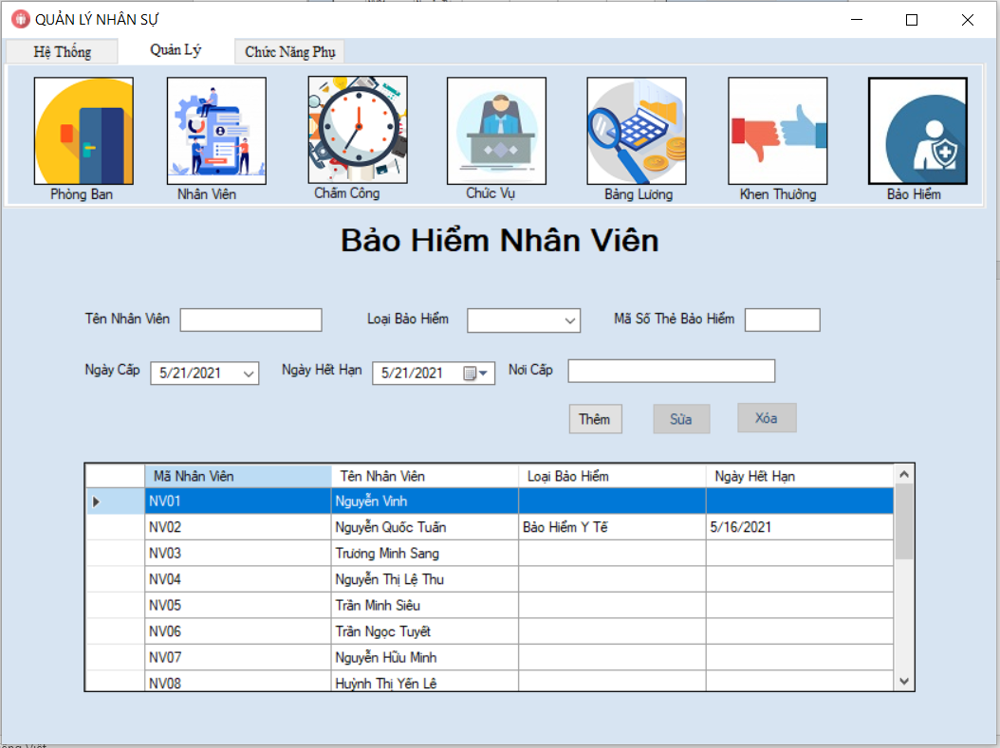 QUẢN LÝ NHÂN SỰ
Hệ Thống Quản Lý Chức Năng Phụ
Phòng Ban Nhân Viên Chấm Công Chức Vụ Bảng Lương Khen Thưởng Bảo Hiểm
Bảo Hiểm Nhân Viên
Tên Nhân Viên Loại Bảo Hiểm Mã Số Thẻ Bảo Hiểm
Ngày Cấp 5/21/2021 Ngày Hết Hạn 5/21/2021 Nơi Cấp
Thêm Sửa Xóa
Mã Nhân Viên Tên Nhân Viên Loại Bảo Hiểm Ngày Hết Hạn
NV01 Nguyễn Vinh
NV02 Nguyễn Quốc Tuấn Bảo Hiểm Y Tế 5/16/2021
NV03 Trương Minh Sang
NV04 Nguyễn Thị Lệ Thu
NV05 Trần Minh Siêu
NV06 Trần Ngọc Tuyết
NV07 Nguyễn Hữu Minh
NV08 Huỳnh Thị Yến Lê